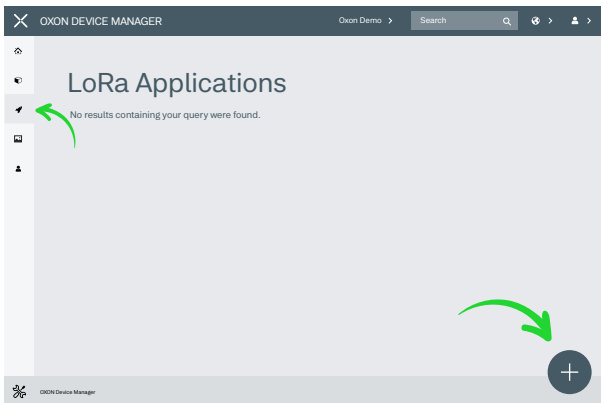 OXON DEVICE MANAGER
Oxon Demo
Search
LoRa Applications
No results containing your query were found.
OXON Device Manager